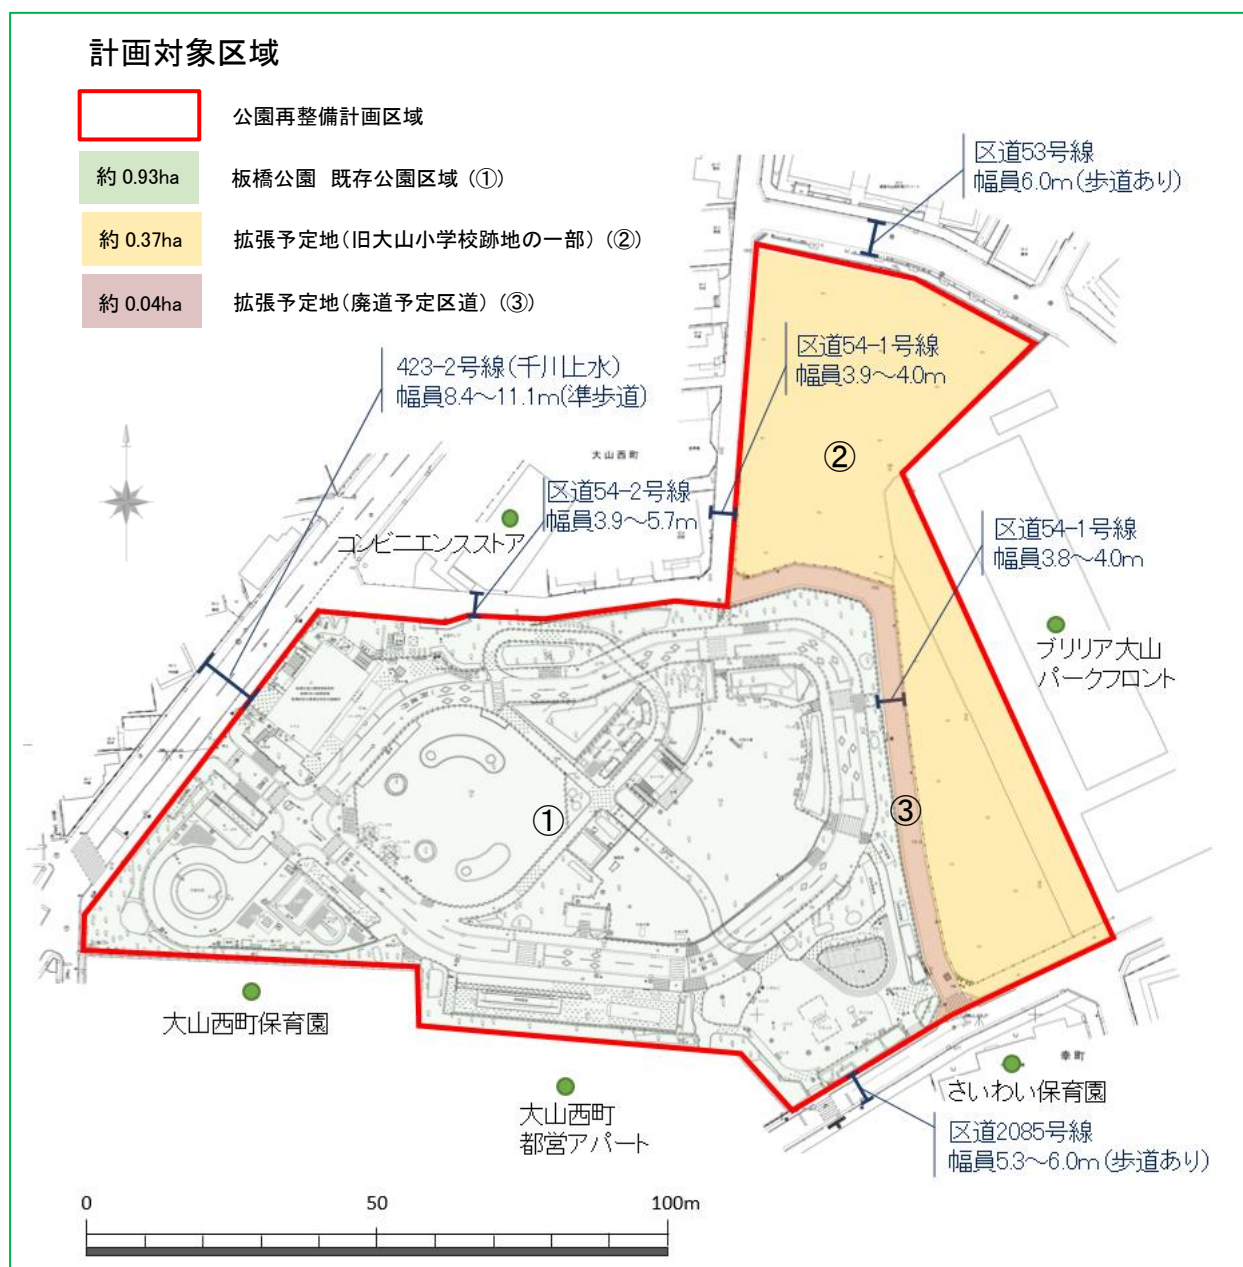 計画対象区域
公園再整備計画区域
約 0.93ha
板橋公園 既存公園区域 (①)
約 0.37ha
拡張予定地(旧大山小学校跡地の一部) (②)
約 0.04ha
拡張予定地(廃道予定区道) (③)
区道53号線
幅員6.0m(歩道あり)
区道54-1号線
幅員3.9～4.0m
423-2号線(千川上水)
幅員8.4～11.1m(準歩道)
大山西町
②
区道54-2号線
幅員3.9～5.7m
コンビニエンスストア
区道54-1号線
幅員3.8～4.0m
ブリリア大山
パークフロント
①
③
大山西町保育園
幸町
さいわい保育園
大山西町
都営アパート
区道2085号線
幅員5.3～6.0m(歩道あり)
0
50
100m